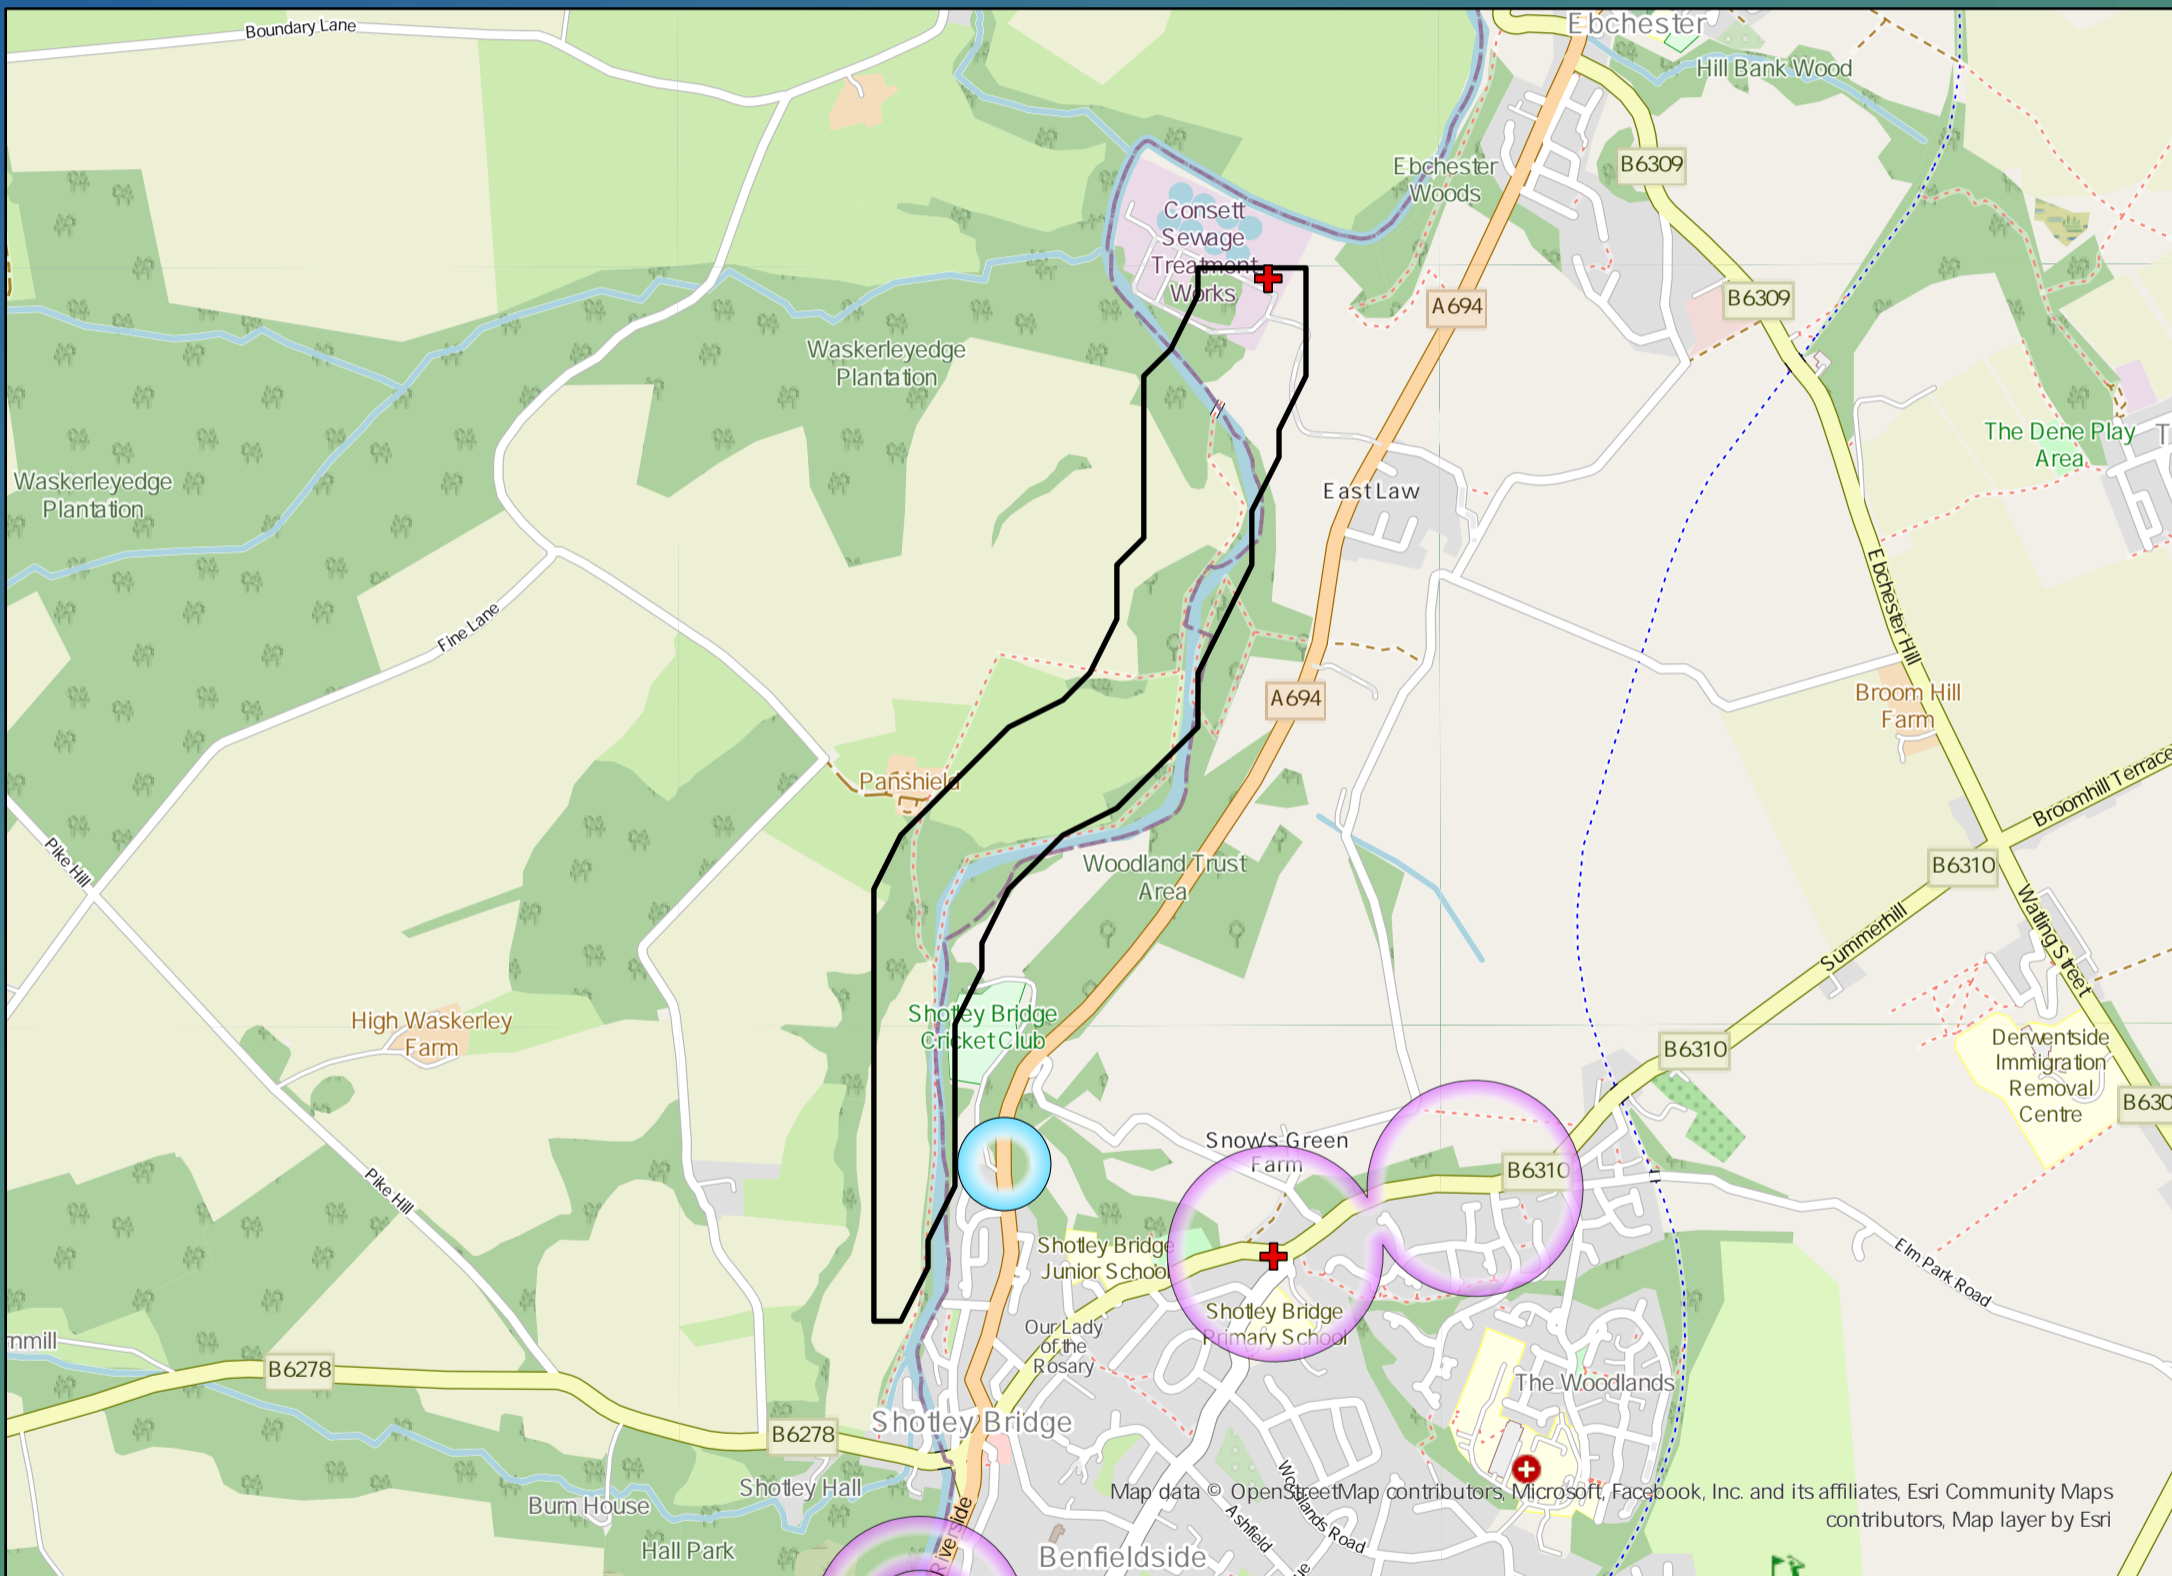 Boundary Lane
Ebchester
Hill Bank Wood
B6309
Ebchester
Woods
Consett
Sewage
Treatment
Works
B6309
A694
Waskerleyedge
Plantation
The Dene Play
Area
Waskerleyedge
Plantation
East Law
Ebchester Hill
Fine Lane
A694
Broom Hill
Farm
Panshield
Broomhill Terrace
Pike Hill
Woodland Trust
Area
B6310
Watling Street
Summerhill
High Waskerley
Farm
Shotley Bridge
Cricket Club
B6310
Derwentside
Immigration
Removal
Centre
B630
Snow's Green
Farm
B6310
Pike Hill
Shotley Bridge
Junior School
Elm Park Road
Shotley Bridge
Primary School
Our Lady
of the
Rosary
rnmill
B6278
The Woodlands
Shotley Bridge
B6278
Shotley Hall
Burn House
Woodlands Road
Map data © OpenStreetMap contributors, Microsoft, Facebook, Inc. and its affiliates, Esri Community Maps
contributors, Map layer by Esri
Riverside
Ashfield
Hall Park
Benfieldside